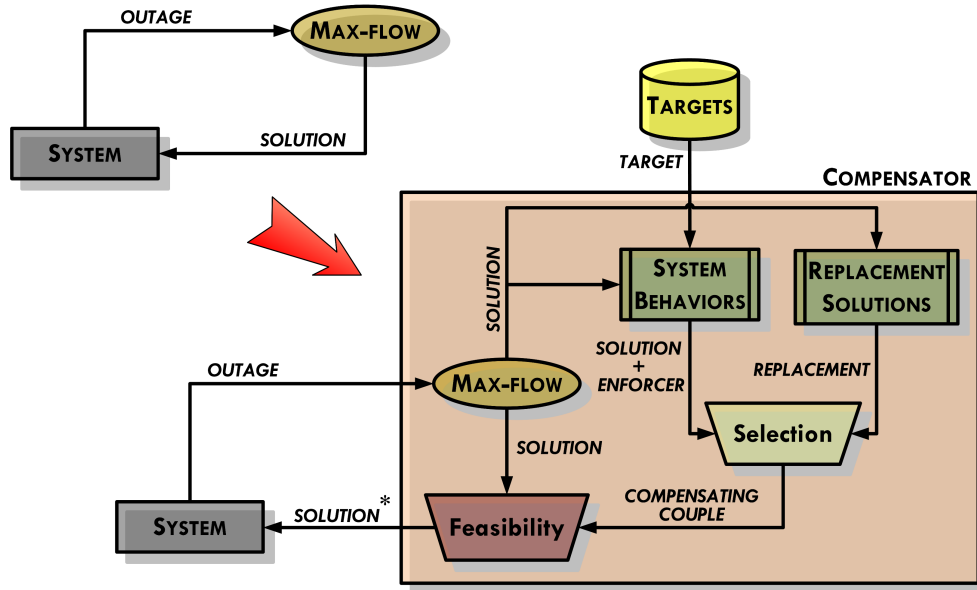 OUTAGE
MAX-FLOW
SOLUTION
SYSTEM
TARGETS
TARGET
COMPENSATOR
SOLUTION
SYSTEM
BEHAVIORS
REPLACEMENT
SOLUTIONS
SOLUTION
+
ENFORCER
REPLACEMENT
OUTAGE
MAX-FLOW
Selection
SOLUTION
COMPENSATING
COUPLE
SYSTEM
SOLUTION*
Feasibility